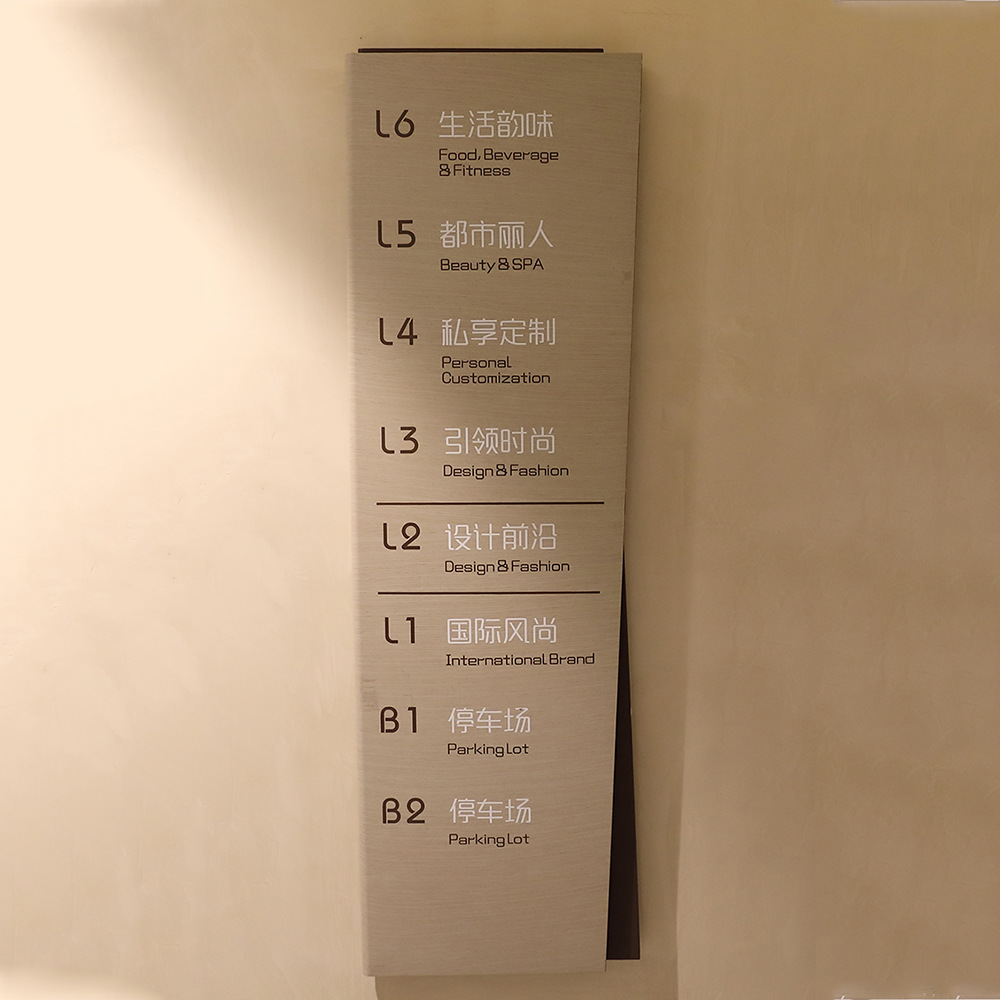 L6 生活韵味
Food, Beverage
& Fitness
L5 都市丽人
Beauty & SPA
L4 私享定制
Personal
Customization
L3 引领时尚
Design & Fashion
L2 设计前沿
Design & Fashion
L1 国际风尚
International Brand
B1 停车场
Parking Lot
B2 停车场
Parking Lot